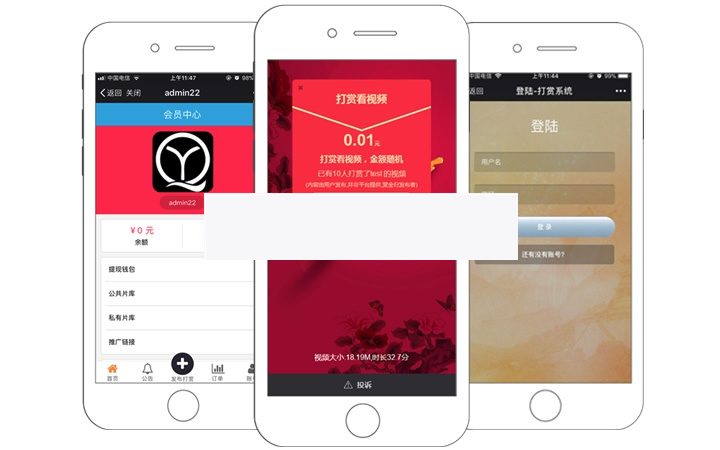 中国电信
上午11:47
98%
返回 关闭
admin22
会员中心
admin22
¥0 元
余额
提现钱包
公共片库
私有片库
推广链接
首页
公告
发布打赏
订单
打赏看视频
0.01元
打赏看视频，金额随机
已有10人打赏了test 的视频
(内容由用户发布,并非平台提供,赏金归发布者)
视频大小 18.19M,时长32.7分
投诉
中国电信
上午11:44
99%
返回
登陆-打赏系统
登陆
用户名
登 录
还有没有账号?